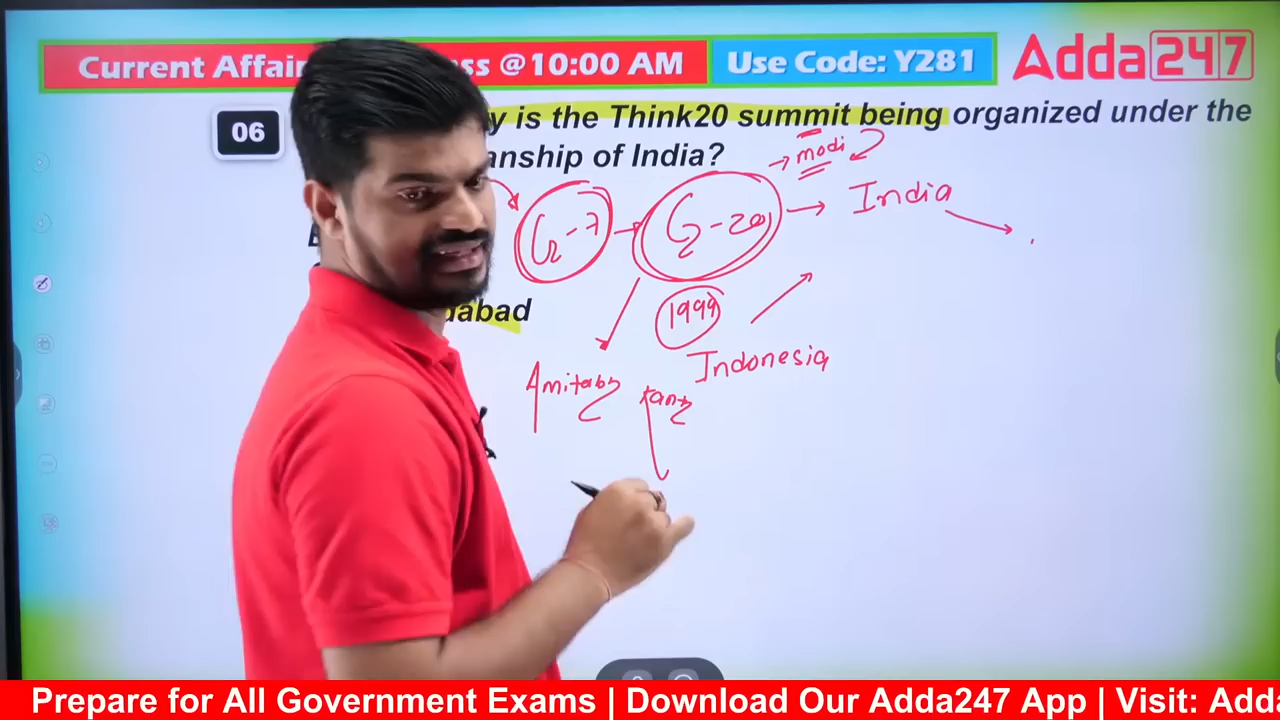 Current Affai ss @10:00 AM
Use Code: Y281
Adda247
06
y is the Think20 summit being organized under the
anship of India?
→ modi
G-7 → G-20 → India
abad
1999
Indonesia
Amitabh Kant
Prepare for All Government Exams | Download Our Adda247 App | Visit: Adda